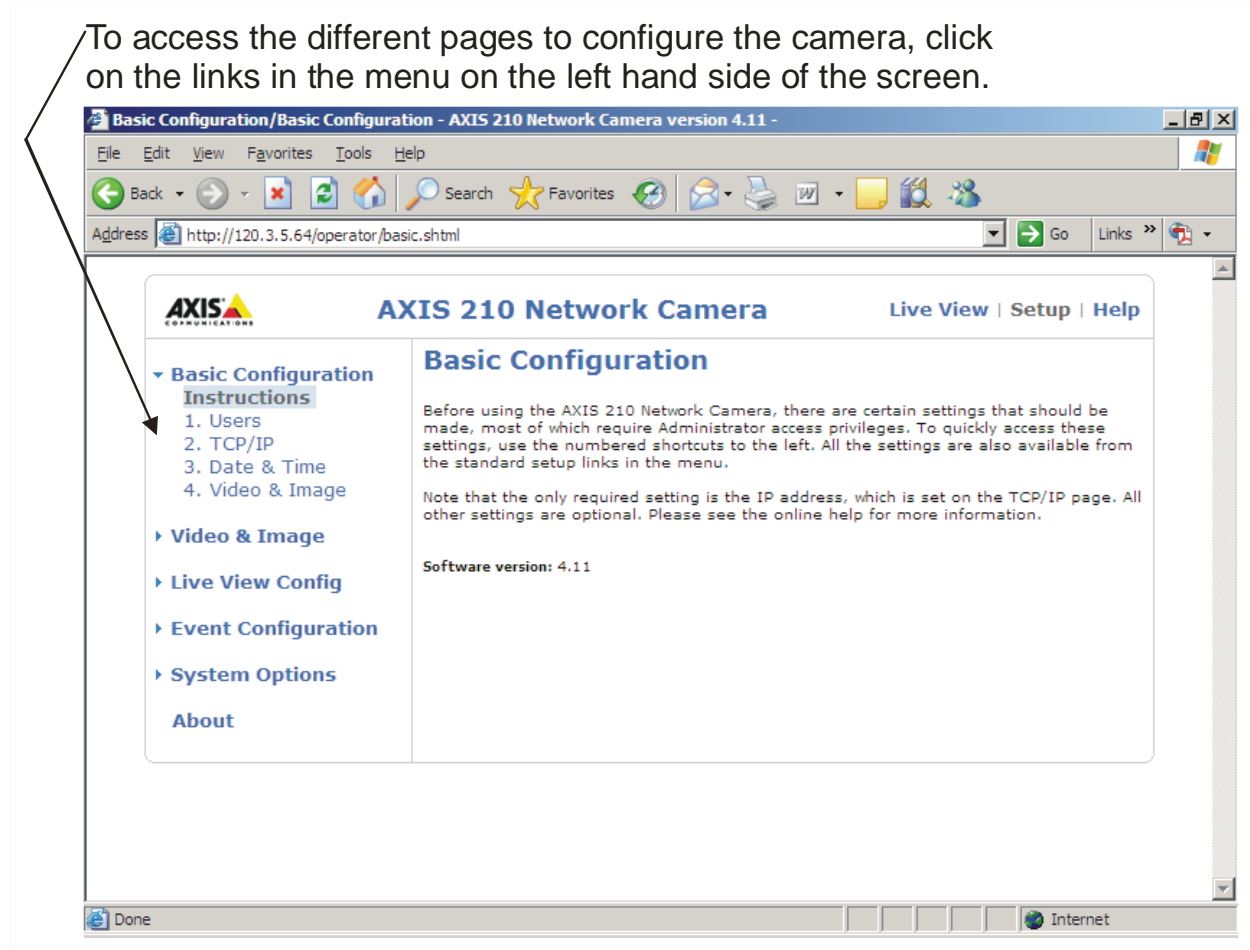 To access the different pages to configure the camera, click
on the links in the menu on the left hand side of the screen.
Basic Configuration/Basic Configurat​ion - AXIS 210 Network Camera version 4.11 -
File Edit View Favorites Tools Help
Back Search Favorites
Address http://120.3.5.64/operator/basic.shtml Go Links »
AXIS COMMUNICATIONS AXIS 210 Network Camera Live View | Setup | Help
Basic Configuration
Instructions
1. Users
2. TCP/IP
3. Date & Time
4. Video & Image
Video & Image
Live View Config
Event Configuration
System Options
About
Basic Configuration
Before using the AXIS 210 Network Camera, there are certain settings that should be
made, most of which require Administrator access privileges. To quickly access these
settings, use the numbered shortcuts to the left. All the settings are also available from
the standard setup links in the menu.
Note that the only required setting is the IP address, which is set on the TCP/IP page. All
other settings are optional. Please see the online help for more information.
Software version: 4.11
Done Internet